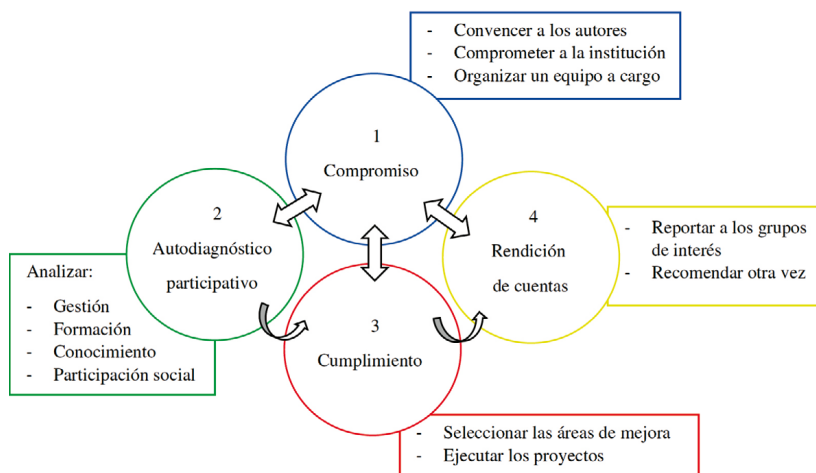 - Convencer a los autores
- Comprometer a la institución
- Organizar un equipo a cargo
1
Compromiso
2
Autodiagnóstico
participativo
4
Rendición
de cuentas
- Reportar a los grupos
de interés
- Recomendar otra vez
Analizar:
- Gestión
- Formación
- Conocimiento
- Participación social
3
Cumplimiento
- Seleccionar las áreas de mejora
- Ejecutar los proyectos